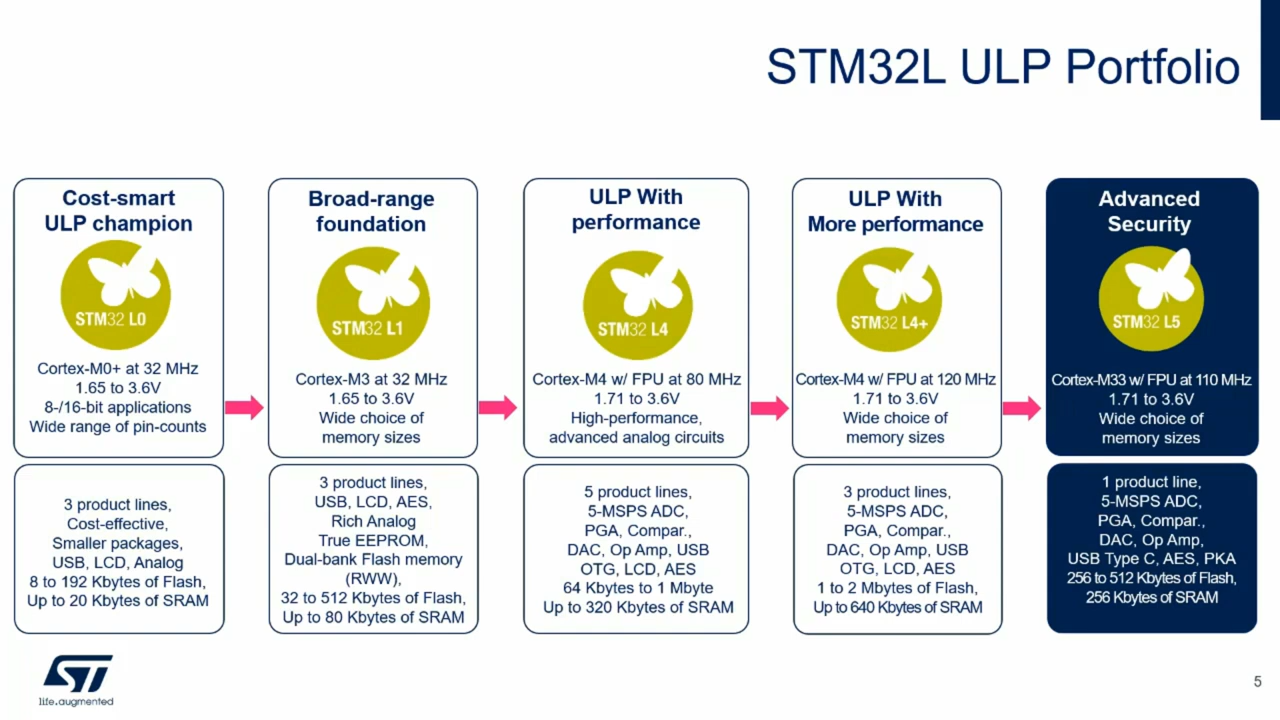 STM32L ULP Portfolio
Cost-smart
ULP champion
STM32 L0
Cortex-M0+ at 32 MHz
1.65 to 3.6V
8-/16-bit applications
Wide range of pin-counts
3 product lines,
Cost-effective,
Smaller packages,
USB, LCD, Analog
8 to 192 Kbytes of Flash,
Up to 20 Kbytes of SRAM
Broad-range
foundation
STM32 L1
Cortex-M3 at 32 MHz
1.65 to 3.6V
Wide choice of
memory sizes
3 product lines,
USB, LCD, AES,
Rich Analog
True EEPROM,
Dual-bank Flash memory
(RWW),
32 to 512 Kbytes of Flash,
Up to 80 Kbytes of SRAM
ULP With
performance
STM32 L4
Cortex-M4 w/ FPU at 80 MHz
1.71 to 3.6V
High-performance,
advanced analog circuits
5 product lines,
5-MSPS ADC,
PGA, Compar.,
DAC, Op Amp, USB
OTG, LCD, AES
64 Kbytes to 1 Mbyte
Up to 320 Kbytes of SRAM
ULP With
More performance
STM32 L4+
Cortex-M4 w/ FPU at 120 MHz
1.71 to 3.6V
Wide choice of
memory sizes
3 product lines,
5-MSPS ADC,
PGA, Compar.,
DAC, Op Amp, USB
OTG, LCD, AES
1 to 2 Mbytes of Flash,
Up to 640 Kbytes of SRAM
Advanced
Security
STM32 L5
Cortex-M33 w/ FPU at 110 MHz
1.71 to 3.6V
Wide choice of
memory sizes
1 product line,
5-MSPS ADC,
PGA, Compar.,
DAC, Op Amp,
USB Type C, AES, PKA
256 to 512 Kbytes of Flash,
256 Kbytes of SRAM
ST
life.augmented
5